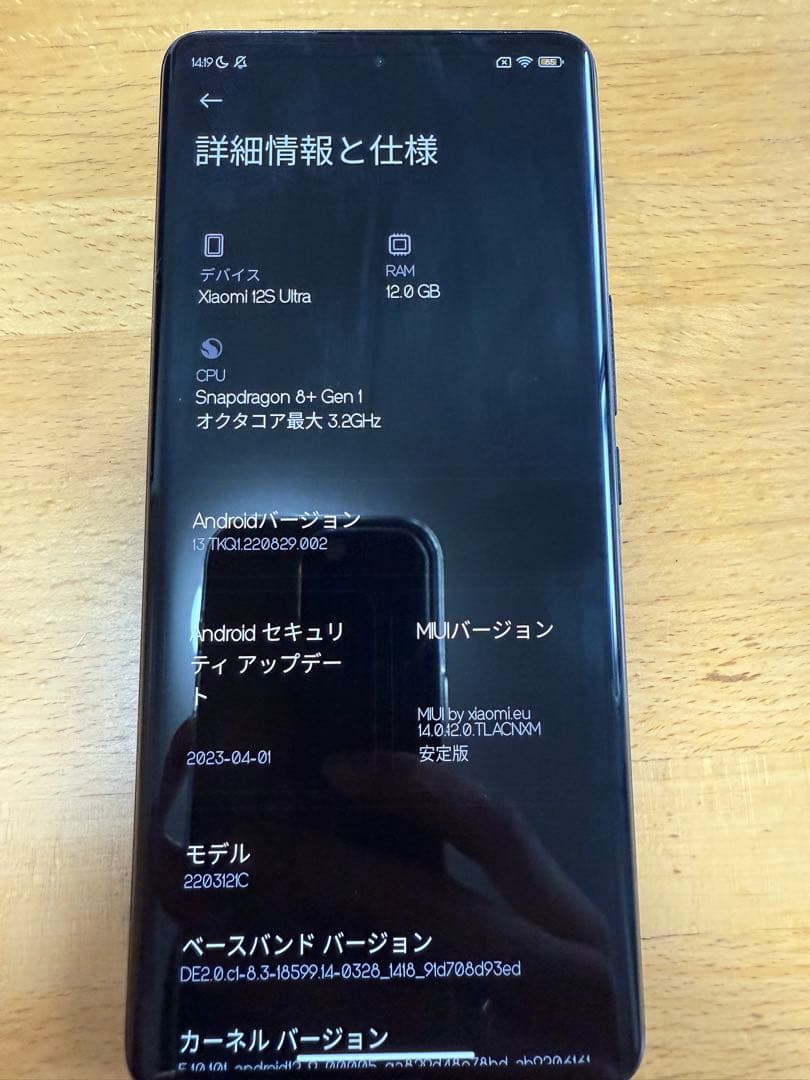 14:19
85
詳細情報と仕様
デバイス
Xiaomi 12S Ultra
RAM
12.0 GB
CPU
Snapdragon 8+ Gen 1
オクタコア最大 3.2GHz
Androidバージョン
13 TKQ1.220829.002
Android セキュリ
ティ アップデー
ト
2023-04-01
MIUIバージョン
MIUI by xiaomi.eu
14.0.12.0.TLACNXM
安定版
モデル
2203121C
ベースバンド バージョン
DE2.0.c1-8.3-18599.14-0328_1418_91d708d93ed
カーネル バージョン